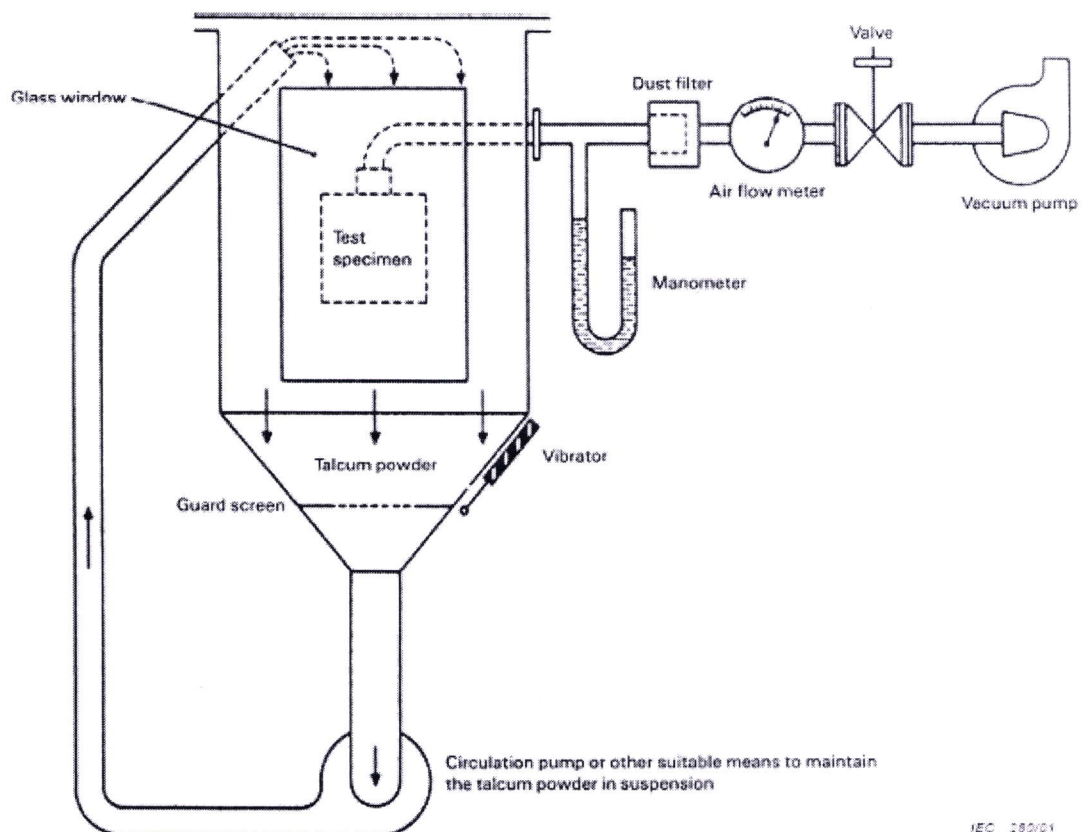 Valve
Glass window
Dust filter
Air flow meter
Vacuum pump
Test
specimen
Manometer
Talcum powder
Vibrator
Guard screen
Circulation pump or other suitable means to maintain
the talcum powder in suspension
IEC